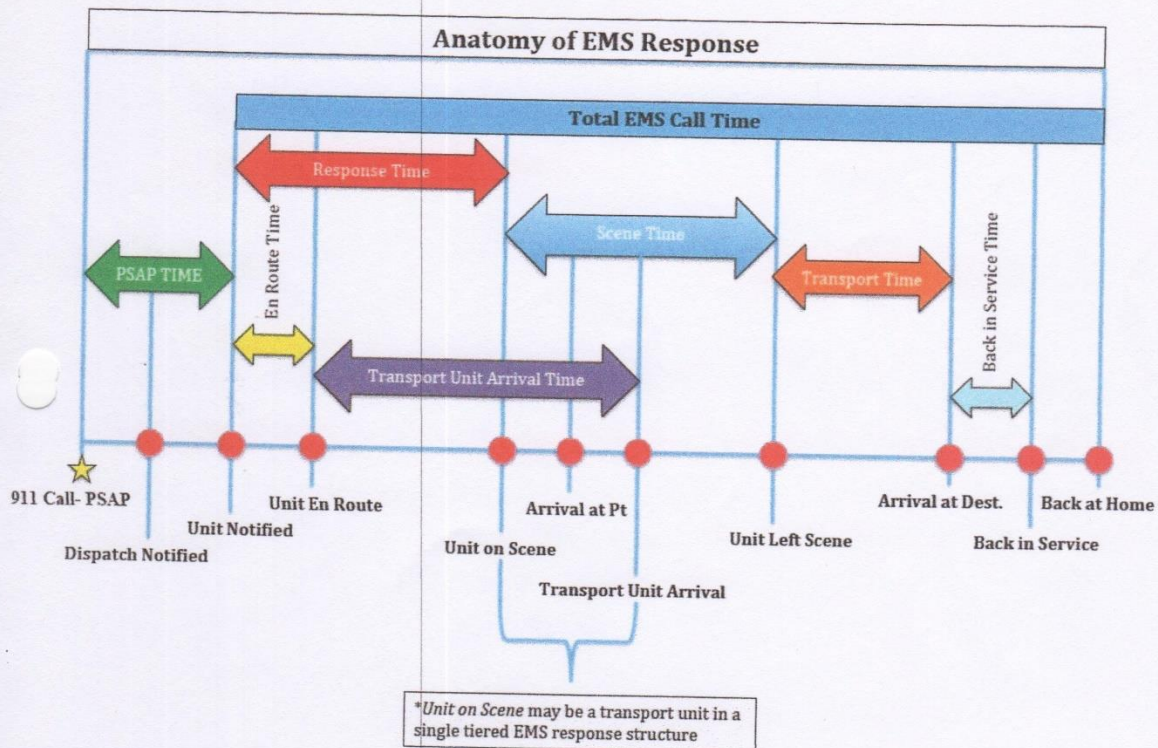 Anatomy of EMS Response
Total EMS Call Time
Response Time
Scene Time
PSAP TIME
En Route Time
Transport Time
Back in Service Time
Transport Unit Arrival Time
911 Call- PSAP
Dispatch Notified
Unit Notified
Unit En Route
Unit on Scene
Arrival at Pt
Transport Unit Arrival
Unit Left Scene
Arrival at Dest.
Back in Service
Back at Home
*Unit on Scene may be a transport unit in a
single tiered EMS response structure